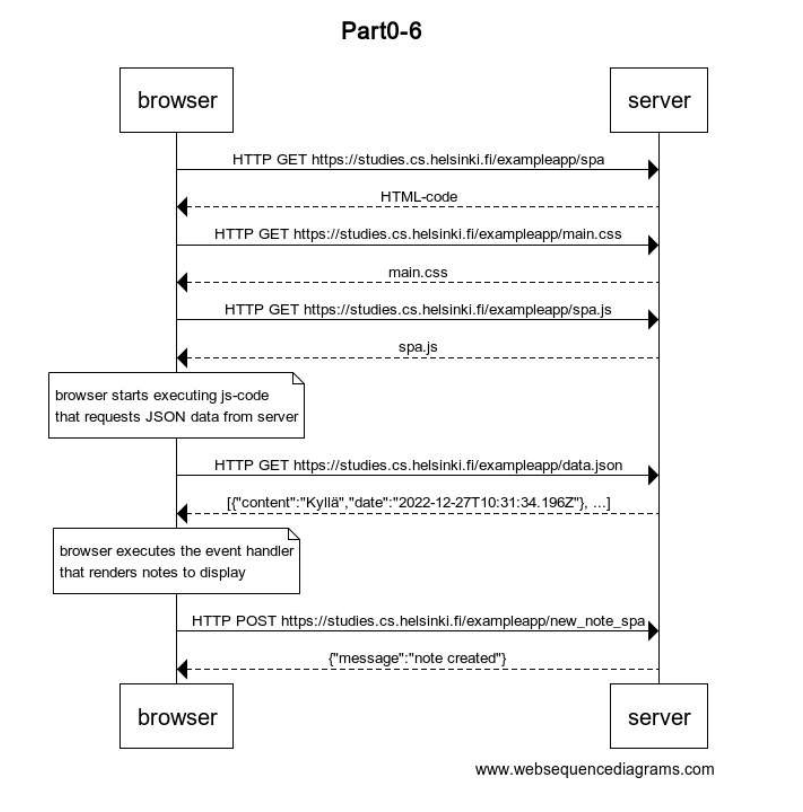 Part0-6
browser
server
HTTP GET https://studies.cs.helsinki.fi/exampleapp/spa
HTML-code
HTTP GET https://studies.cs.helsinki.fi/exampleapp/main.css
main.css
HTTP GET https://studies.cs.helsinki.fi/exampleapp/spa.js
spa.js
browser starts executing js-code
that requests JSON data from server
HTTP GET https://studies.cs.helsinki.fi/exampleapp/data.json
[{"content":"Kyllä","date":"2022-12-27T10:31:34.196Z"}, ...]
browser executes the event handler
that renders notes to display
HTTP POST https://studies.cs.helsinki.fi/exampleapp/new_note_spa
{"message":"note created"}
browser
server
www.websequencediagrams.com